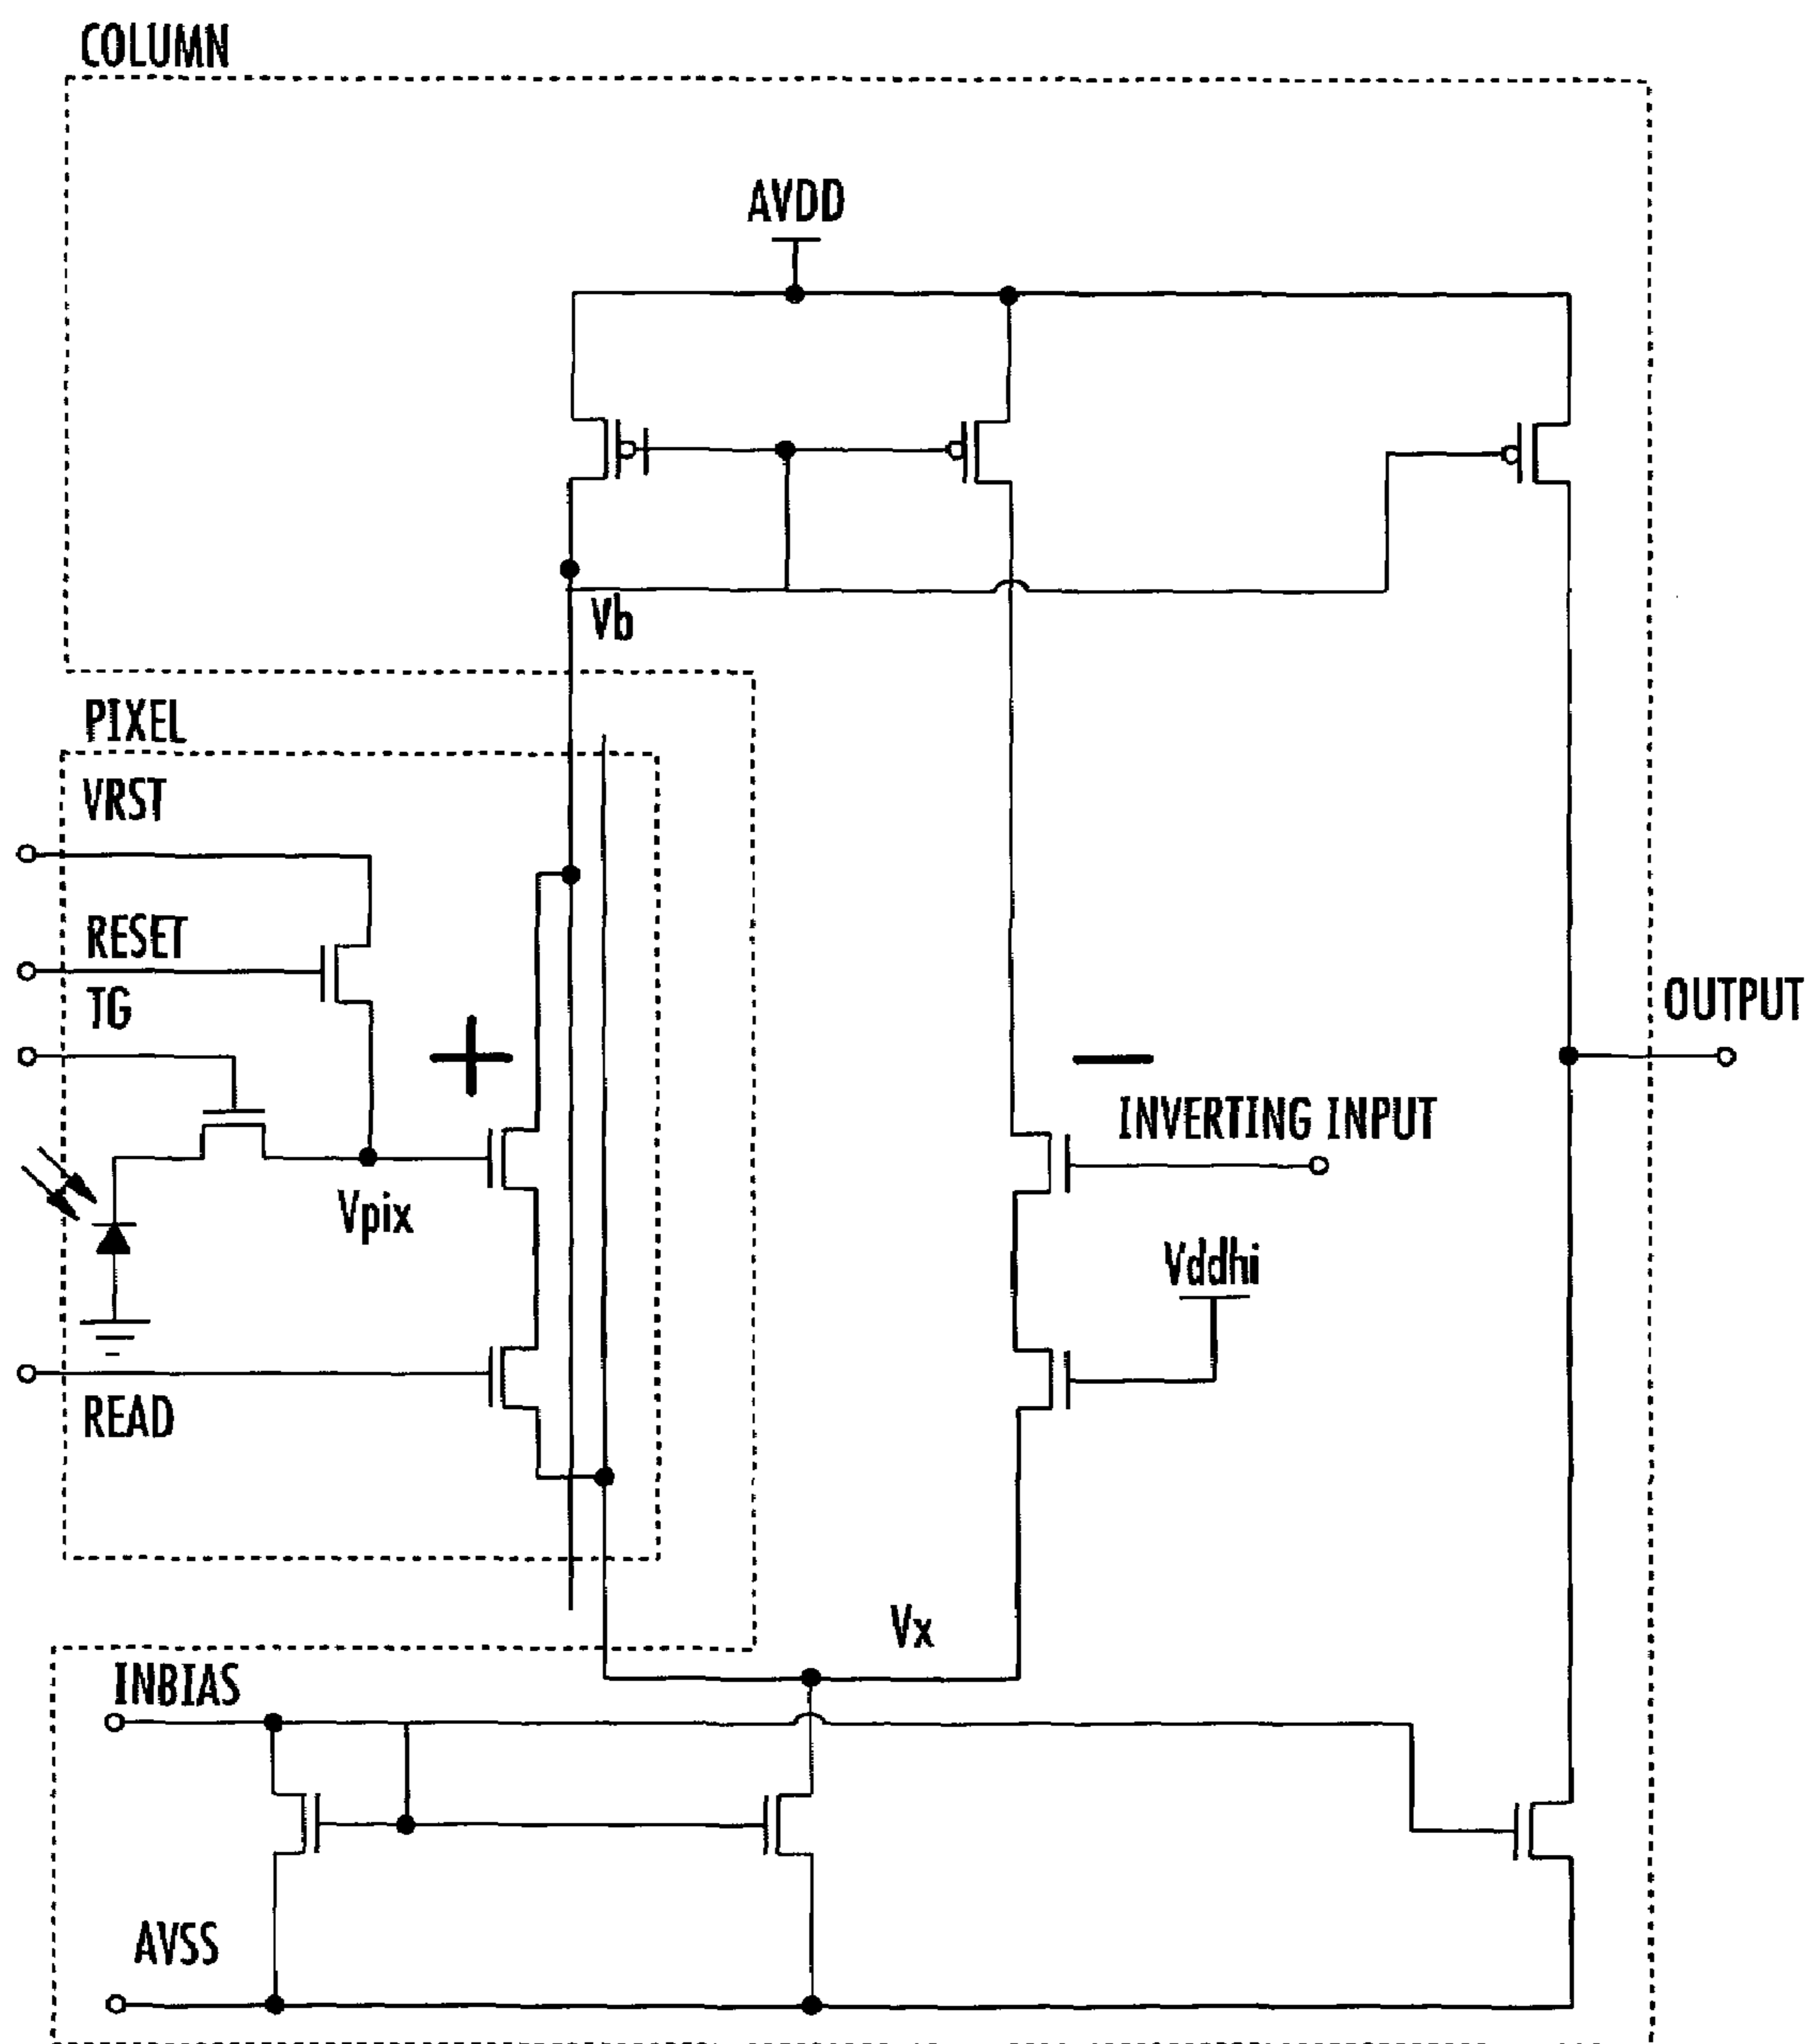 COLUMN
AVDD
Vb
PIXEL
VRST
RESET
TG
+
−
OUTPUT
INVERTING INPUT
Vpix
Vddhi
READ
Vx
INBIAS
AVSS